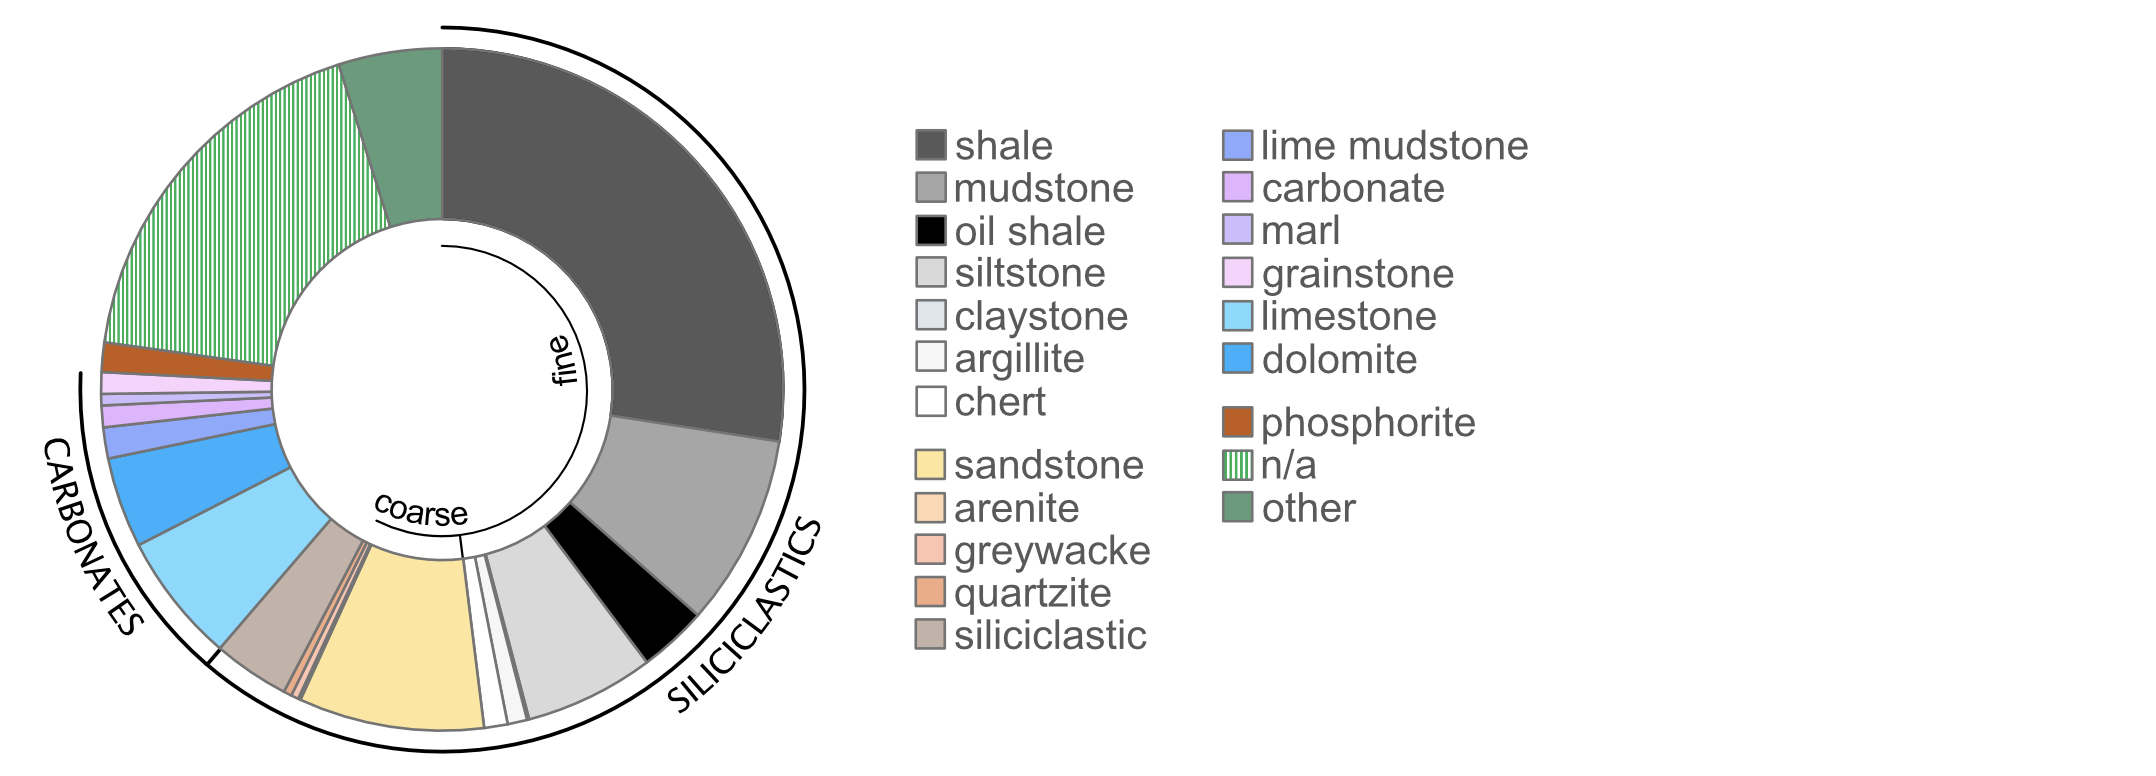 fine
coarse
CARBONATES
SILICICLASTICS
shale
mudstone
oil shale
siltstone
claystone
argillite
chert
sandstone
arenite
greywacke
quartzite
siliciclastic
lime mudstone
carbonate
marl
grainstone
limestone
dolomite
phosphorite
n/a
other